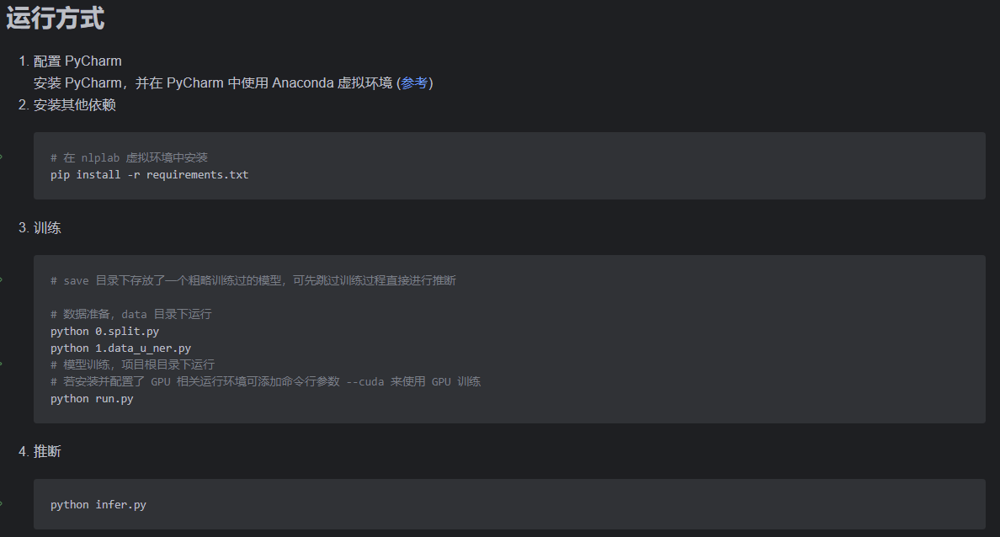 运行方式
1. 配置 PyCharm
安装 PyCharm，并在 PyCharm 中使用 Anaconda 虚拟环境 (参考)
2. 安装其他依赖
# 在 nlplab 虚拟环境中安装
pip install -r requirements.txt
3. 训练
# save 目录下存放了一个粗略训练过的模型，可先跳过训练过程直接进行推断
# 数据准备，data 目录下运行
python 0.split.py
python 1.data_u_ner.py
# 模型训练，项目根目录下运行
# 若安装并配置了 GPU 相关运行环境可添加命令行参数 --cuda 来使用 GPU 训练
python run.py
4. 推断
python infer.py